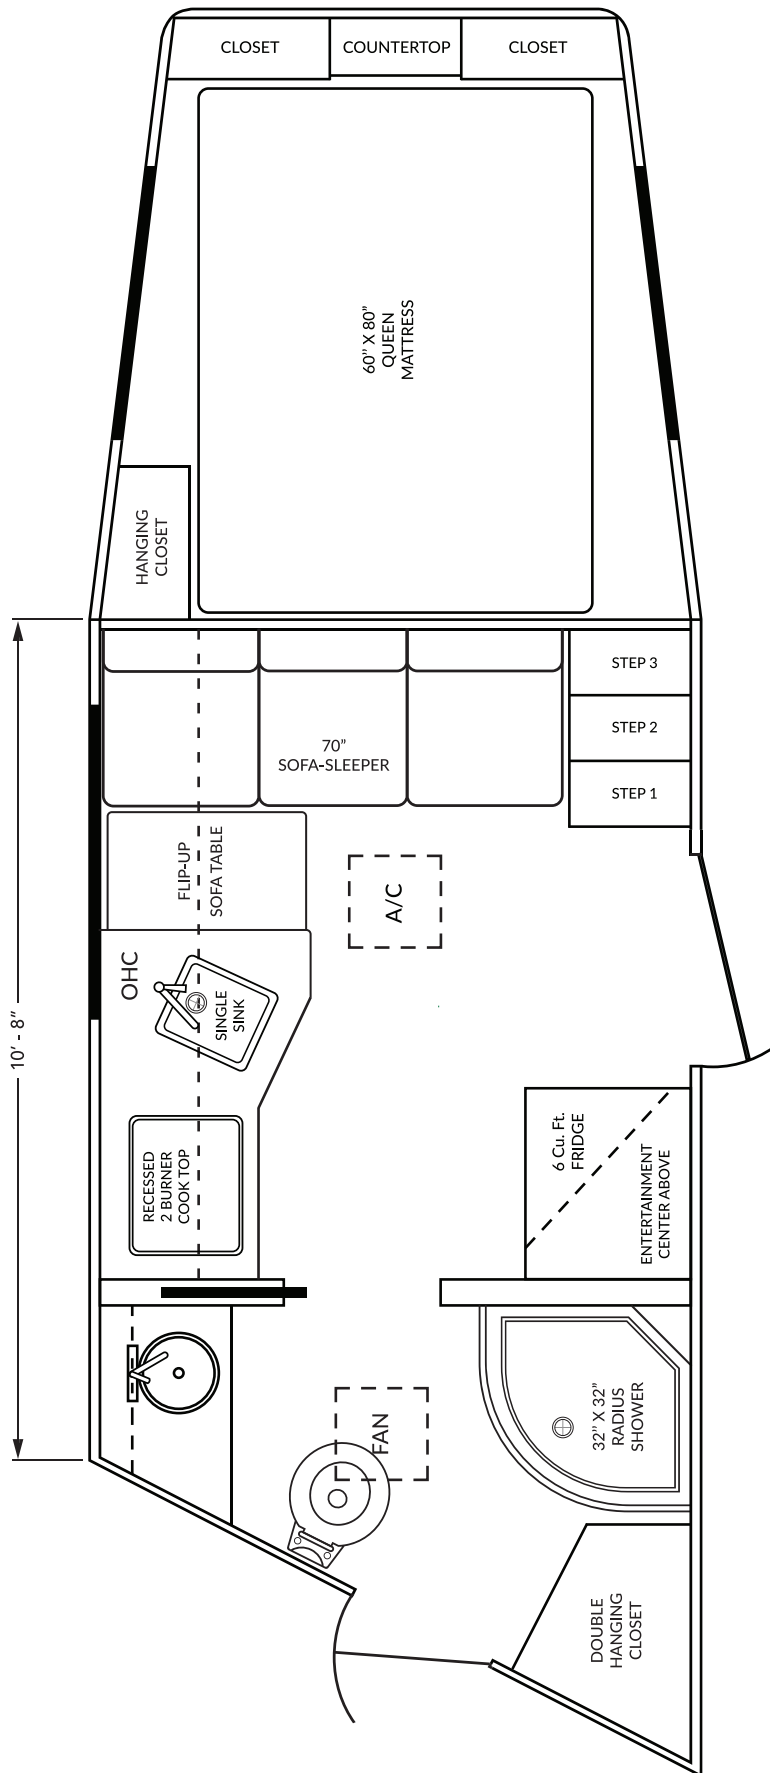 CLOSET
COUNTERTOP
CLOSET
60” X 80”
QUEEN
MATTRESS
HANGING
CLOSET
STEP 3
STEP 2
STEP 1
70”
SOFA-SLEEPER
FLIP-UP
SOFA TABLE
A/C
OHC
SINGLE
SINK
10’ - 8”
RECESSED
2 BURNER
COOK TOP
6 Cu. Ft.
FRIDGE
ENTERTAINMENT
CENTER ABOVE
FAN
32” X 32”
RADIUS
SHOWER
DOUBLE
HANGING
CLOSET